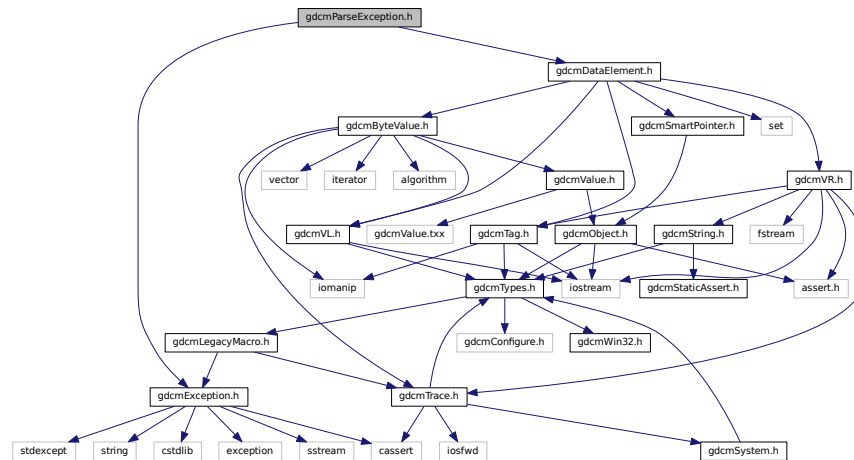 gdcmParseException.h
gdcmDataElement.h
gdcmByteValue.h
gdcmSmartPointer.h
set
vector
iterator
algorithm
gdcmValue.h
gdcmVR.h
gdcmVL.h
gdcmValue.txx
gdcmTag.h
gdcmObject.h
gdcmString.h
fstream
iomanip
gdcmTypes.h
iostream
gdcmStaticAssert.h
assert.h
gdcmLegacyMacro.h
gdcmConfigure.h
gdcmWin32.h
gdcmException.h
gdcmTrace.h
stdexcept
string
cstdlib
exception
sstream
cassert
iosfwd
gdcmSystem.h